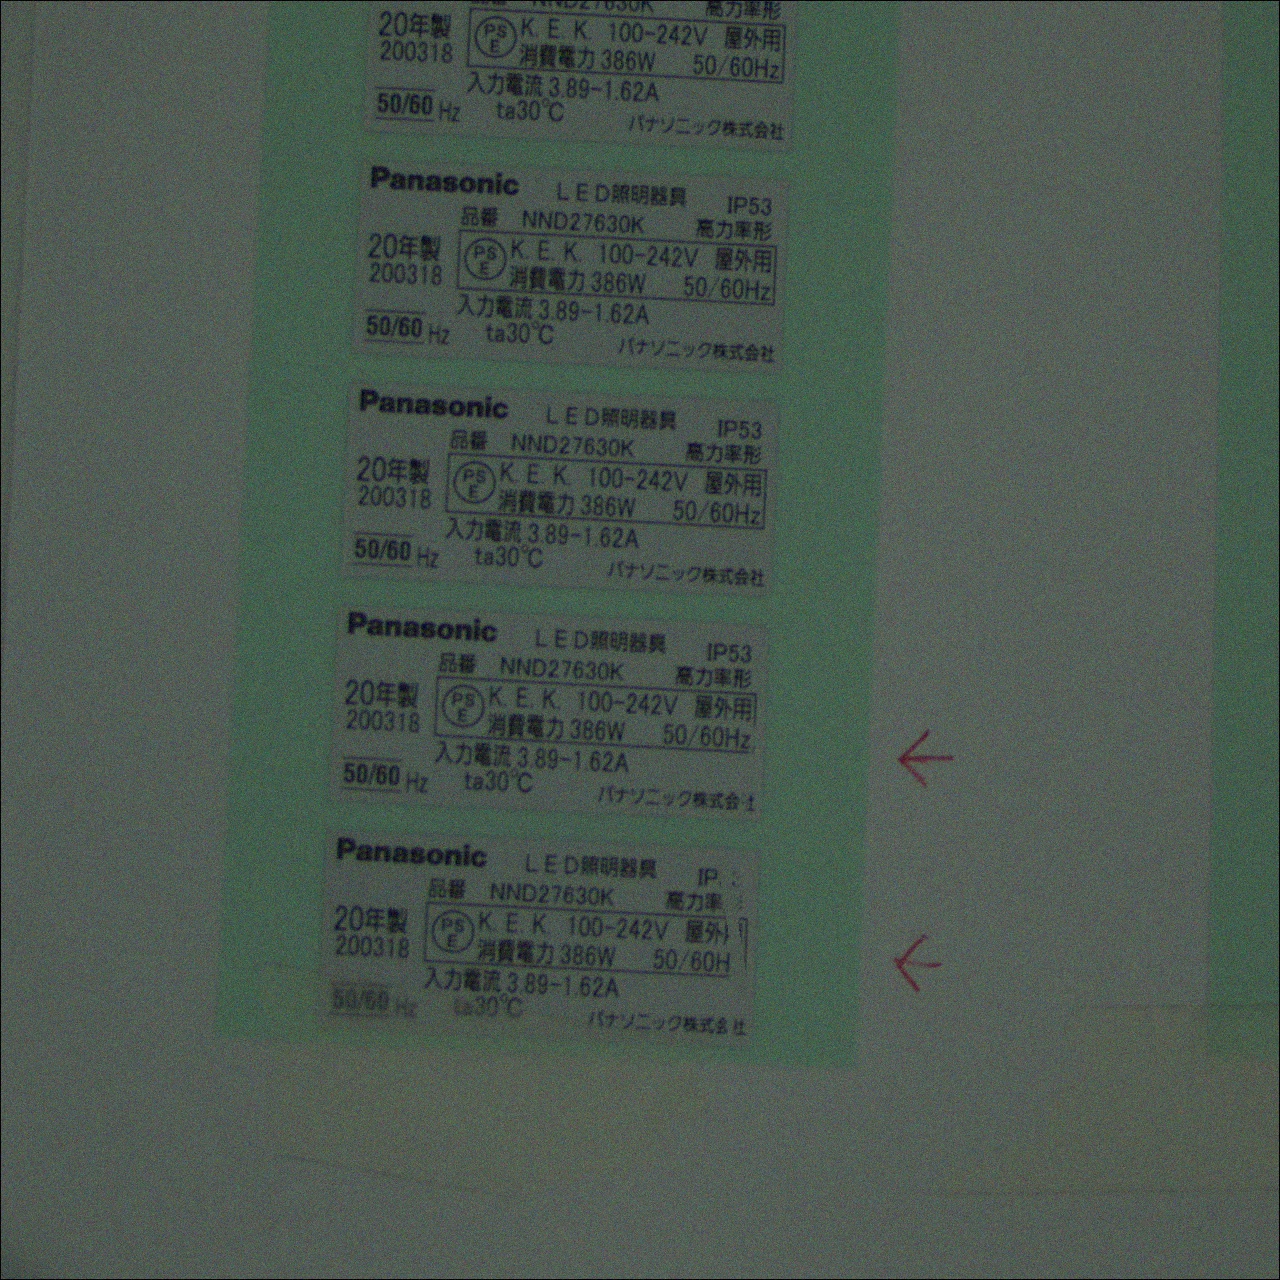 品番 NND27630K 高力率形
20年製 PS E K. E. K. 100-242V 屋外用
200318 消費電力 386W 50/60Hz
入力電流 3.89-1.62A
50/60 Hz ta30℃
パナソニック株式会社
Panasonic LED照明器具 IP53
品番 NND27630K 高力率形
20年製 PS E K. E. K. 100-242V 屋外用
200318 消費電力 386W 50/60Hz
入力電流 3.89-1.62A
50/60 Hz ta30℃
パナソニック株式会社
Panasonic LED照明器具 IP53
品番 NND27630K 高力率形
20年製 PS E K. E. K. 100-242V 屋外用
200318 消費電力 386W 50/60Hz
入力電流 3.89-1.62A
50/60 Hz ta30℃
パナソニック株式会社
Panasonic LED照明器具 IP53
品番 NND27630K 高力率形
20年製 PS E K. E. K. 100-242V 屋外用
200318 消費電力 386W 50/60Hz
入力電流 3.89-1.62A
50/60 Hz ta30℃
パナソニック株式会
Panasonic LED照明器具 IP
品番 NND27630K 高力率
20年製 PS E K. E. K. 100-242V 屋外
200318 消費電力 386W 50/60H
入力電流 3.89-1.62A
50/60 Hz ta30℃
パナソニック株式会社